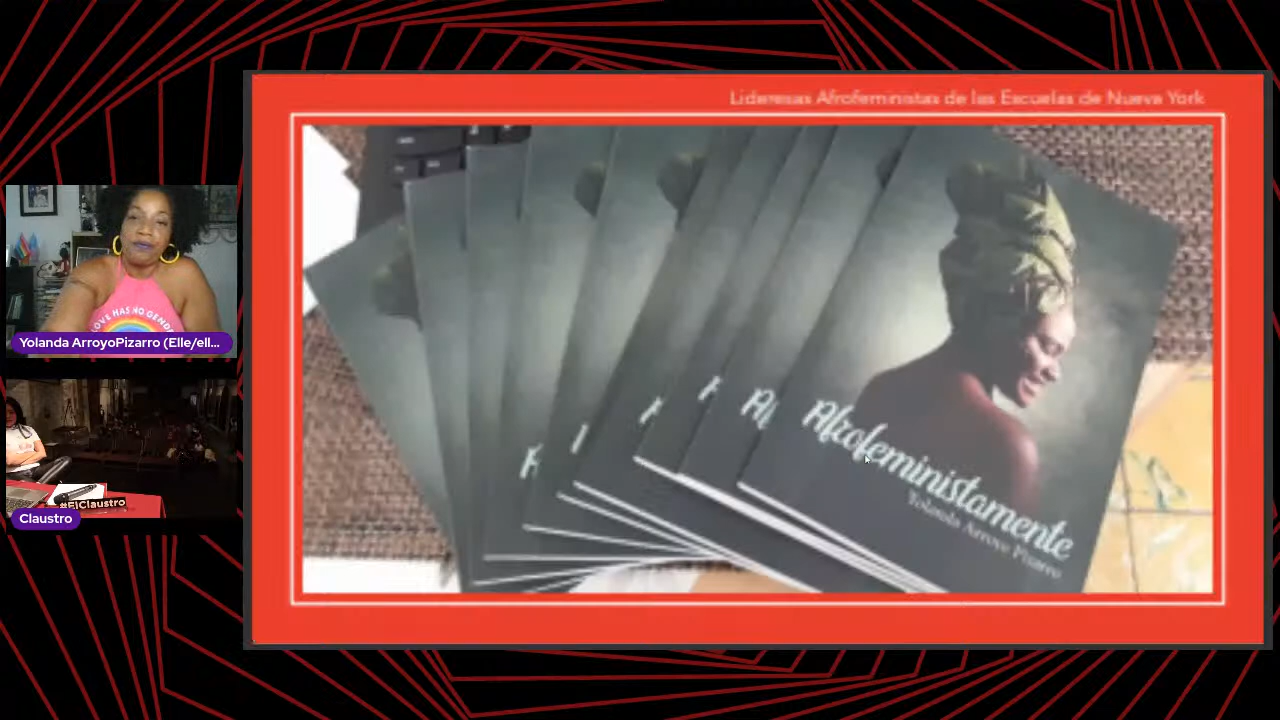 Lideresas Afrofeministas de las Escuelas de Nueva York
LOVE HAS NO GENDE
Yolanda ArroyoPizarro (Elle/ell...
#ElClaustro
Claustro
Afrofeministamente
Yolanda Arroyo Pizarro